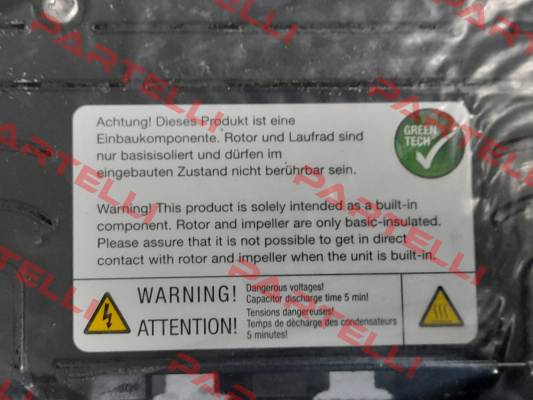 PARTELLI
PARTELLI
PARTELLI
Achtung! Dieses Produkt ist eine
Einbaukomponente. Rotor und Laufrad sind
nur basisisoliert und dürfen im
eingebauten Zustand nicht berührbar sein.
GREEN
TECH
Warning! This product is solely intended as a built-in
component. Rotor and impeller are only basic-insulated.
Please assure that it is not possible to get in direct
contact with rotor and impeller when the unit is built-in.
WARNING!
Dangerous voltages!
Capacitor discharge time 5 min!
ATTENTION!
Tensions dangereuses!
Temps de décharge des condensateurs
5 minutes!
PARTELLI
PARTELLI
PARTELLI